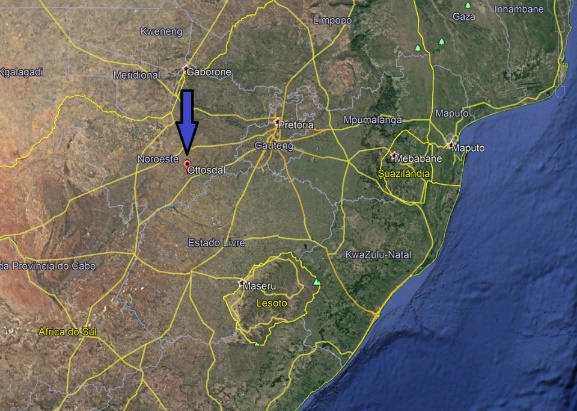 Inhambane
Gaza
Limpopo
Kweneng
Kgalagadi
Meridional
Gaborone
Maputo
Mpumalanga
Pretoria
Gauteng
Maputo
Mebabane
Noroeste
Ottosdal
Suazilândia
Estado Livre
KwaZulu-Natal
da Província do Cabo
Maseru
Lesoto
África do Sul